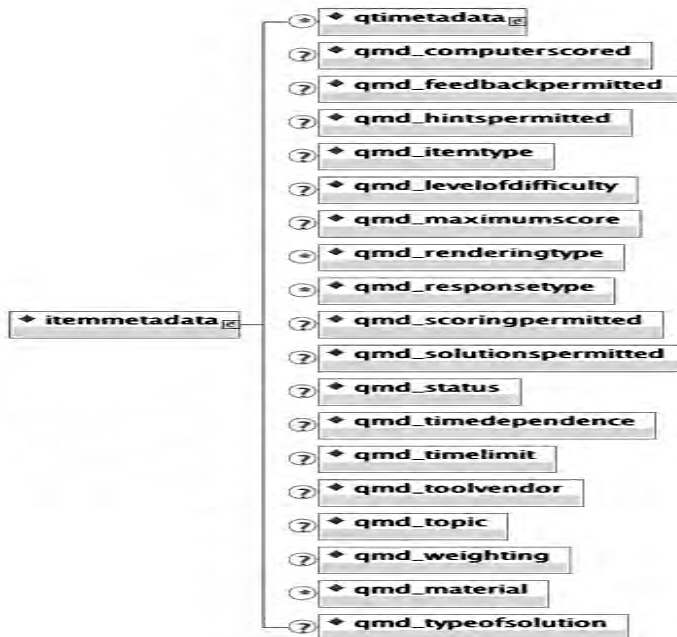 qtimetadata
qmd_computerscored
qmd_feedbackpermitted
qmd_hintspermitted
qmd_itemtype
qmd_levelofdifficulty
qmd_maximumscore
qmd_renderingtype
qmd_responsetype
itemmetadata
qmd_scoringpermitted
qmd_solutionspermitted
qmd_status
qmd_timedependence
qmd_timelimit
qmd_toolvendor
qmd_topic
qmd_weighting
qmd_material
qmd_typeofsolution